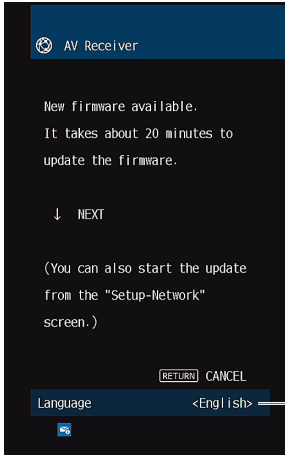 AV Receiver
New firmware available.
It takes about 20 minutes to
update the firmware.
↓ NEXT
(You can also start the update
from the "Setup-Network"
screen.)
RETURN CANCEL
Language <English>